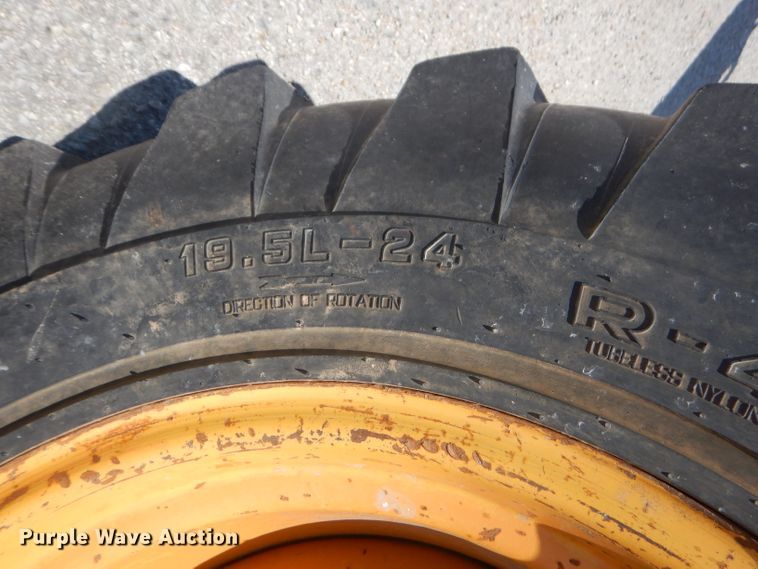 19.5L-24
DIRECTION OF ROTATION
R-4
TUBELESS NYLON
Purple Wave Auction